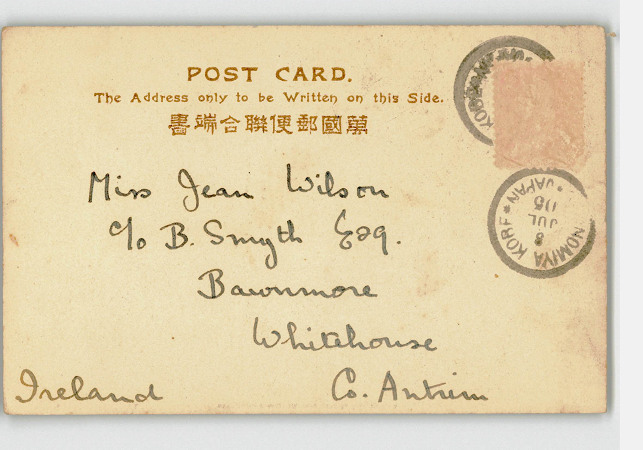 POST CARD.
The Address only to be Written on this Side.
書端合聯便郵國萬
Miss Jean Wilson
c/o B. Smyth Esq.
Bawnmore
Whitehouse
Co. Antrim
Ireland
NOMIYA KOBE
JAPAN
8
JUL
05